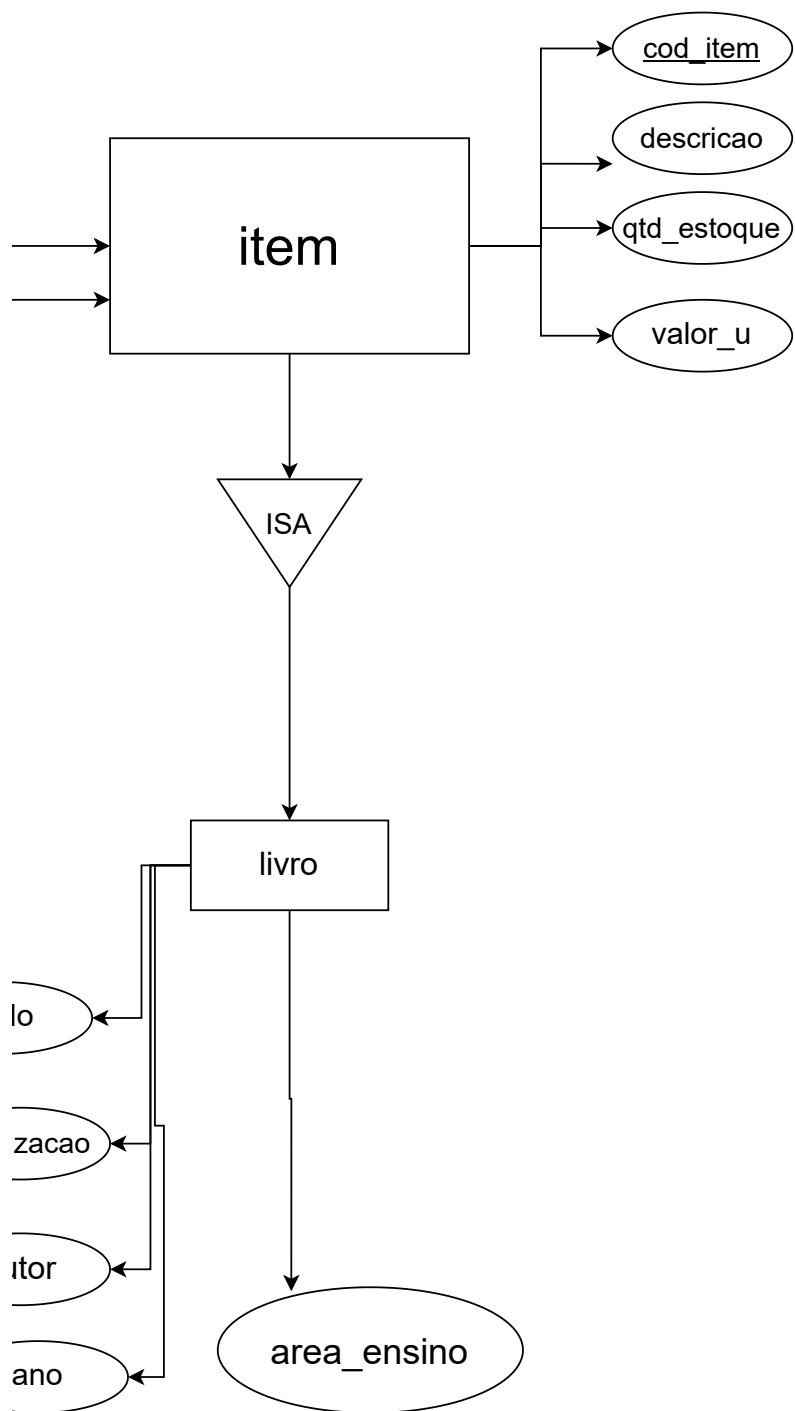 cod_item
descricao
item
qtd_estoque
valor_u
ISA
livro
lo
zacao
utor
ano
area_ensino